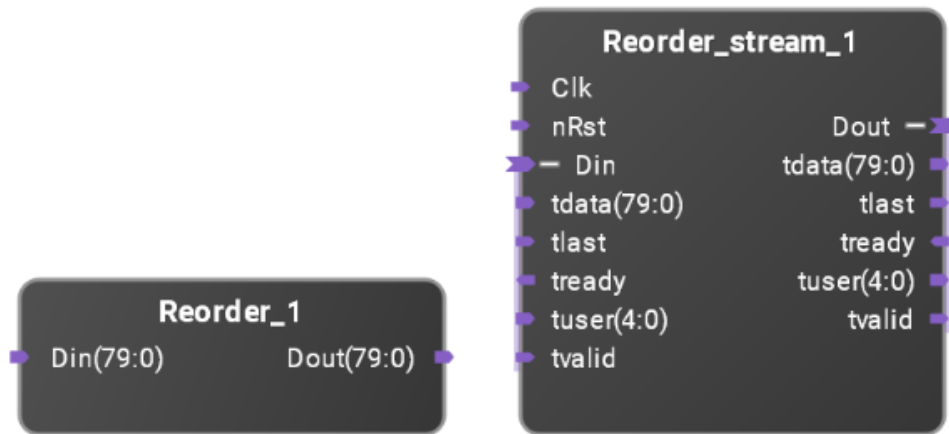 Reorder_1
Din(79:0) Dout(79:0)
Reorder_stream_1
Clk
nRst Dout
Din tdata(79:0)
tdata(79:0) tlast
tlast tready
tready tuser(4:0)
tuser(4:0) tvalid
tvalid